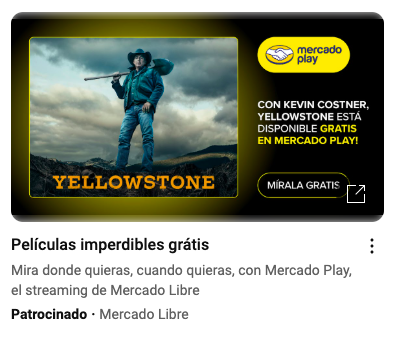 mercado
play
CON KEVIN COSTNER,
YELLOWSTONE ESTÁ
DISPONIBLE GRATIS
EN MERCADO PLAY!
YELLOWSTONE
MÍRALA GRATIS
Películas imperdibles grátis
Mira donde quieras, cuando quieras, con Mercado Play,
el streaming de Mercado Libre
Patrocinado · Mercado Libre